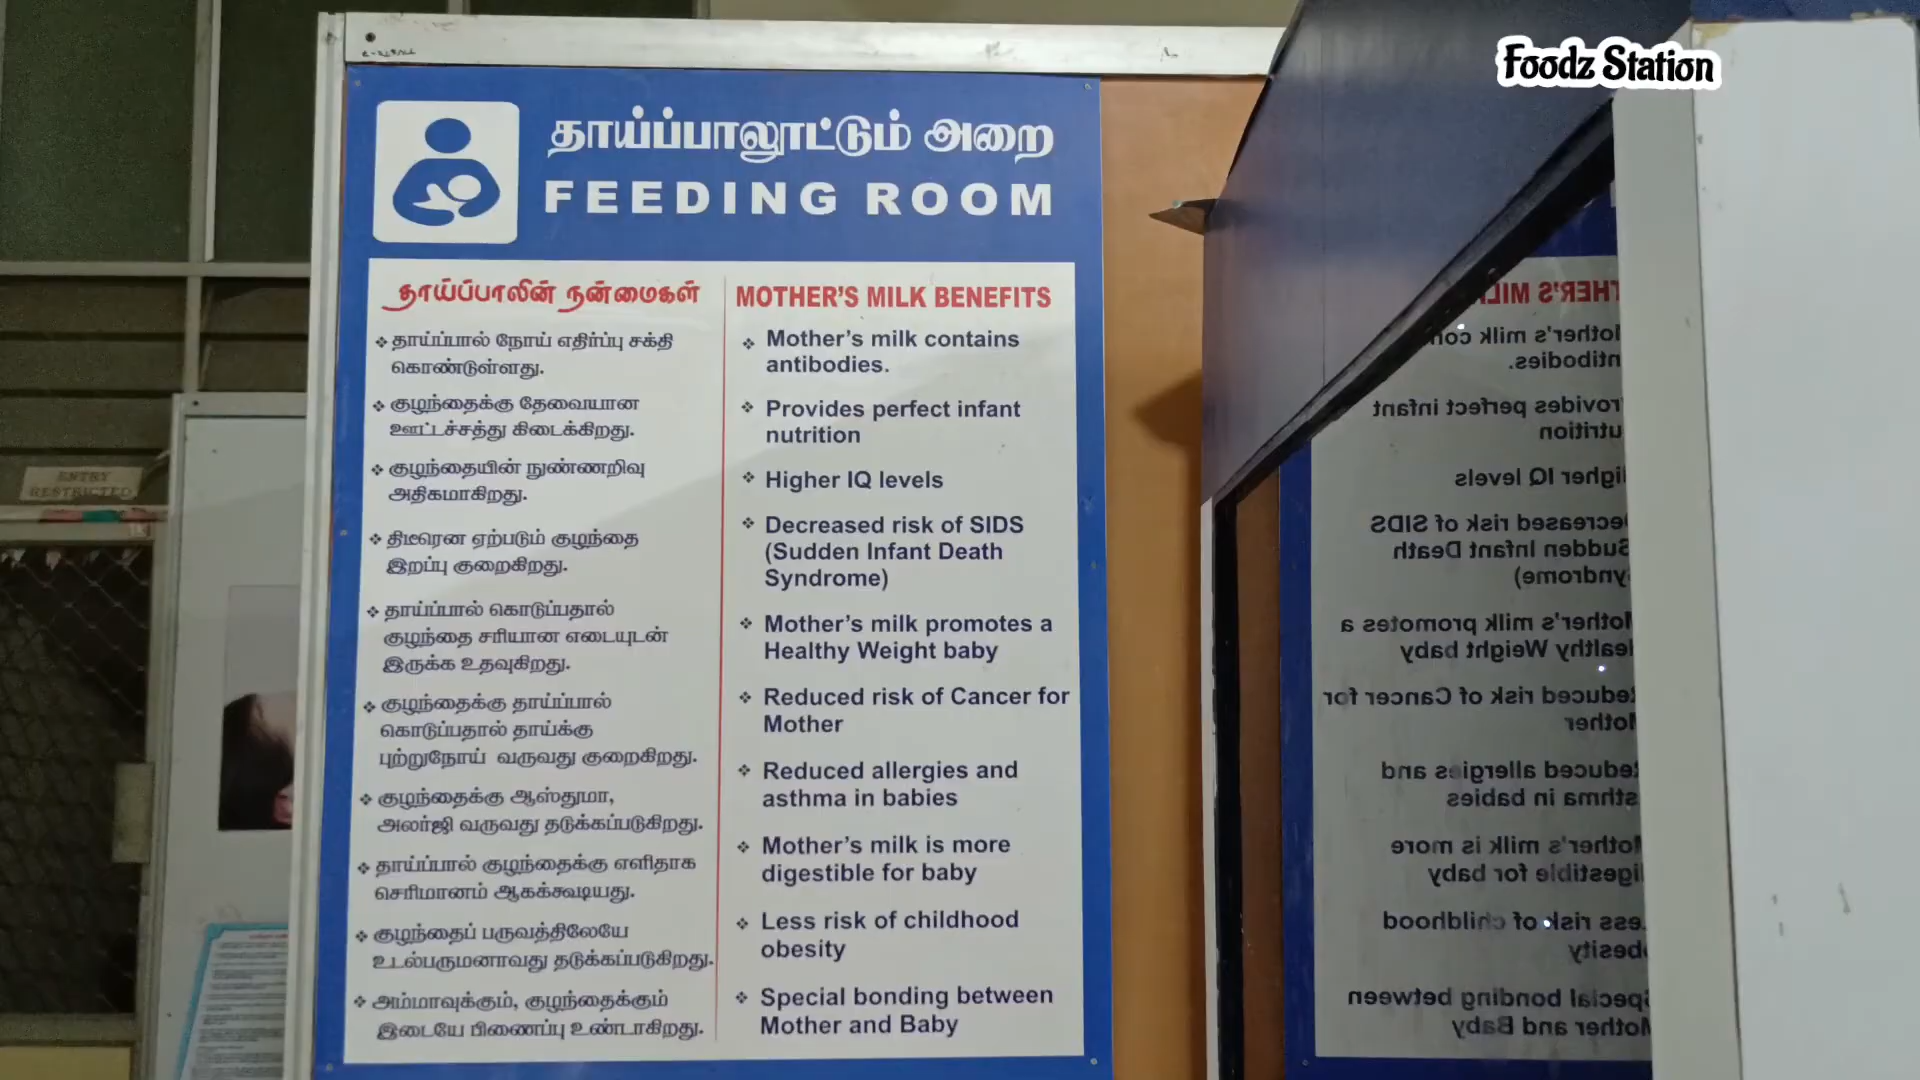 Foodz Station
தாய்ப்பாலூட்டும் அறை
FEEDING ROOM
தாய்ப்பாலின் நன்மைகள்
❖ தாய்ப்பால் நோய் எதிர்ப்பு சக்தி
கொண்டுள்ளது.
❖ குழந்தைக்கு தேவையான
ஊட்டச்சத்து கிடைக்கிறது.
❖ குழந்தையின் நுண்ணறிவு
அதிகமாகிறது.
❖ திடீரென ஏற்படும் குழந்தை
இறப்பு குறைகிறது.
❖ தாய்ப்பால் கொடுப்பதால்
குழந்தை சரியான எடையுடன்
இருக்க உதவுகிறது.
❖ குழந்தைக்கு தாய்ப்பால்
கொடுப்பதால் தாய்க்கு
புற்றுநோய் வருவது குறைகிறது.
❖ குழந்தைக்கு ஆஸ்துமா,
அலர்ஜி வருவது தடுக்கப்படுகிறது.
❖ தாய்ப்பால் குழந்தைக்கு எளிதாக
செரிமானம் ஆகக்கூடியது.
❖ குழந்தைப் பருவத்திலேயே
உடல்பருமனாவது தடுக்கப்படுகிறது.
❖ அம்மாவுக்கும், குழந்தைக்கும்
இடையே பிணைப்பு உண்டாகிறது.
MOTHER'S MILK BENEFITS
❖ Mother's milk contains
antibodies.
❖ Provides perfect infant
nutrition
❖ Higher IQ levels
❖ Decreased risk of SIDS
(Sudden Infant Death
Syndrome)
❖ Mother's milk promotes a
Healthy Weight baby
❖ Reduced risk of Cancer for
Mother
❖ Reduced allergies and
asthma in babies
❖ Mother's milk is more
digestible for baby
❖ Less risk of childhood
obesity
❖ Special bonding between
Mother and Baby
ENTRY
RESTRICTED